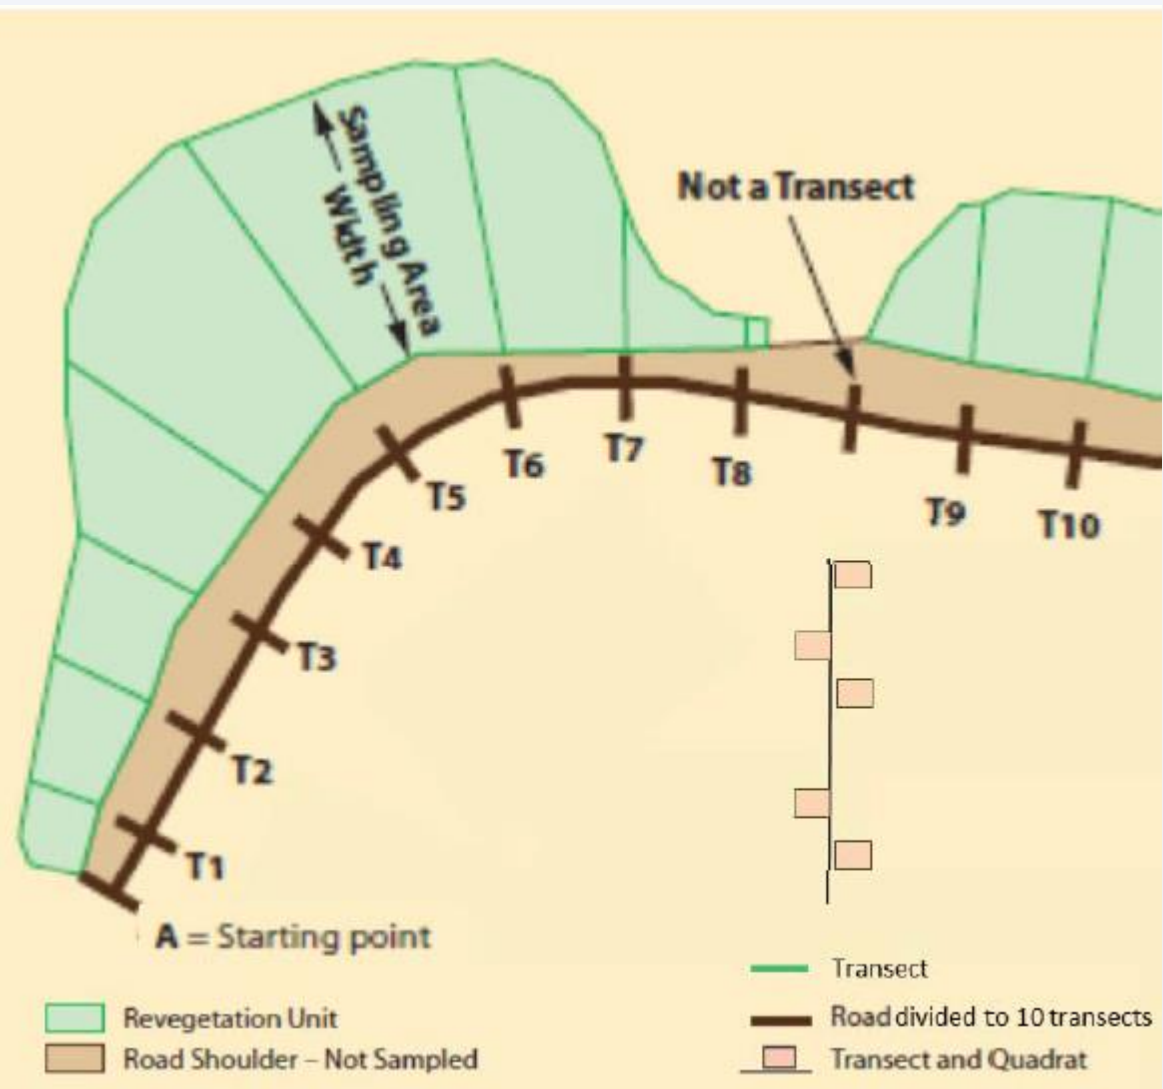 Sampling Area
Width
Not a Transect
T1
T2
T3
T4
T5
T6
T7
T8
T9
T10
A = Starting point
Transect
Revegetation Unit
Road divided to 10 transects
Road Shoulder – Not Sampled
Transect and Quadrat